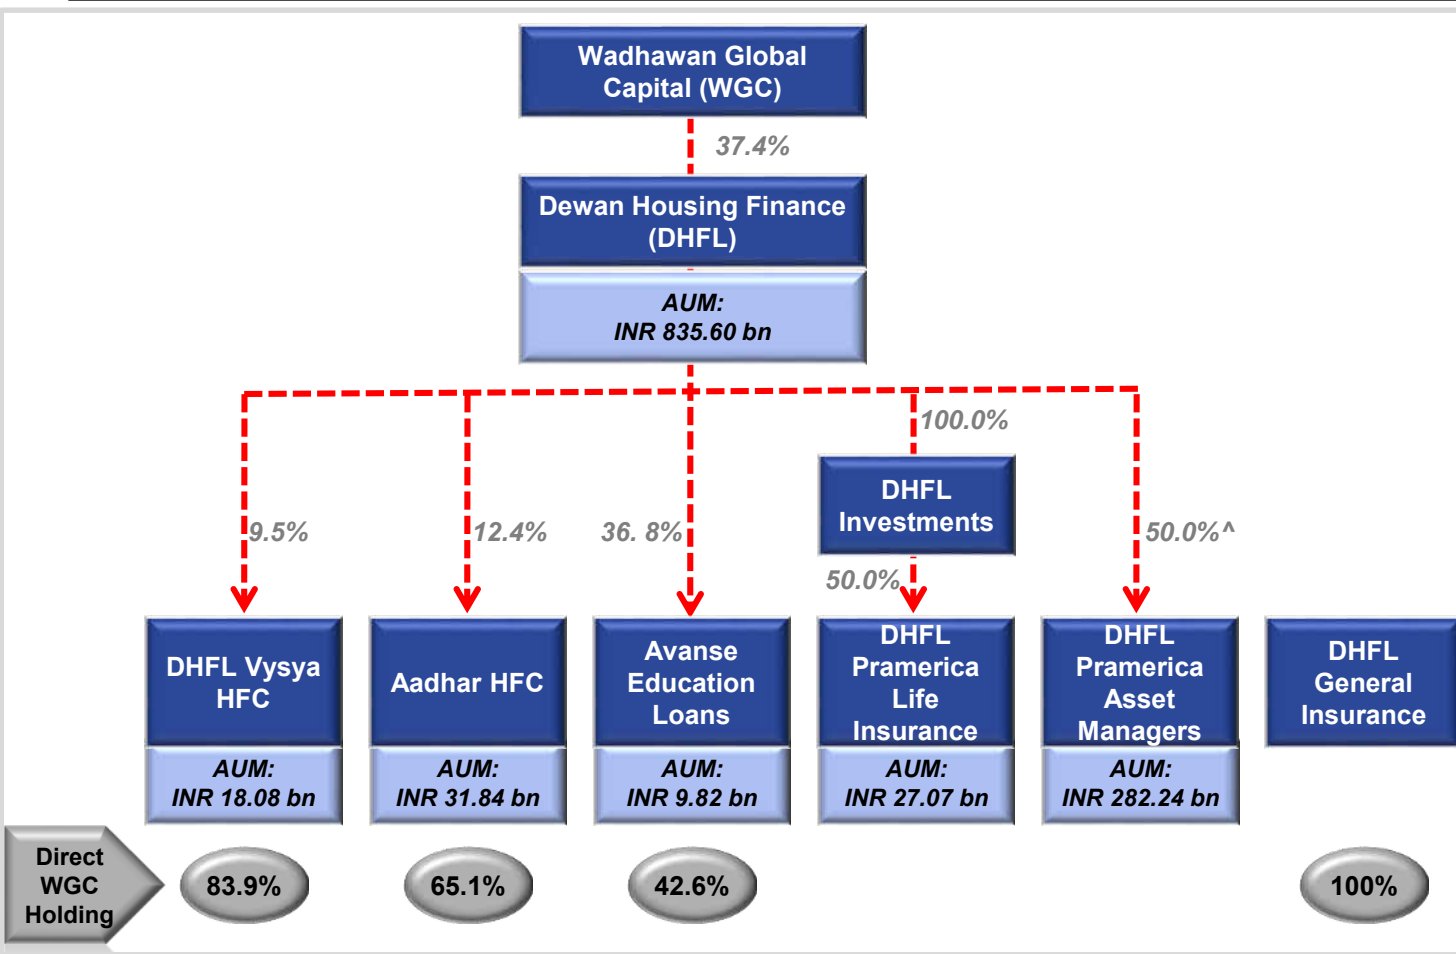 Wadhawan Global
Capital (WGC)
37.4%
Dewan Housing Finance
(DHFL)
AUM:
INR 835.60 bn
100.0%
DHFL
Investments
9.5%
12.4%
36. 8%
50.0%^
50.0%
DHFL Vysya
HFC
AUM:
INR 18.08 bn
Aadhar HFC
AUM:
INR 31.84 bn
Avanse
Education
Loans
AUM:
INR 9.82 bn
DHFL
Pramerica
Life
Insurance
AUM:
INR 27.07 bn
DHFL
Pramerica
Asset
Managers
AUM:
INR 282.24 bn
DHFL
General
Insurance
Direct
WGC
Holding
83.9%
65.1%
42.6%
100%